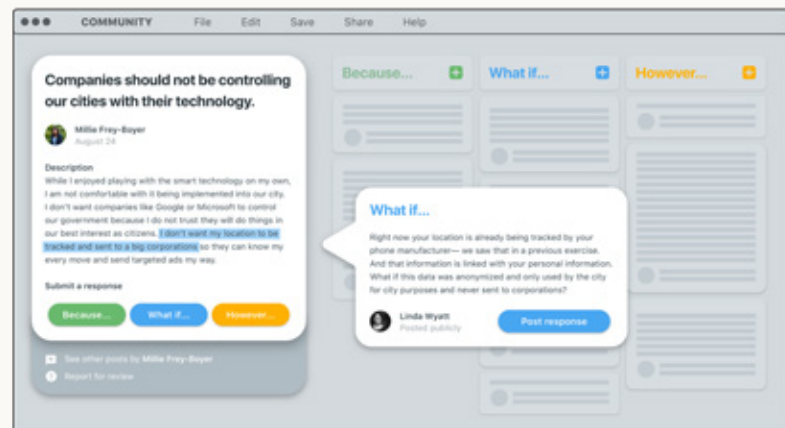 COMMUNITY File Edit Save Share Help
Companies should not be controlling
our cities with their technology.
Millie Frey-Boyer
August 24
Description
While I enjoyed playing with the smart technology on my own,
I am not comfortable with it being implemented into our city.
I don't want companies like Google or Microsoft to control
our government because I do not trust they will do things in
our best interest as citizens. I don't want my location to be
tracked and sent to a big corporations so they can know my
every move and send targeted ads my way.
Submit a response
Because... What if... However...
See other posts by Millie Frey-Boyer
Report for review
Because... What if... However...
What if...
Right now your location is already being tracked by your
phone manufacturer— we saw that in a previous exercise.
And that information is linked with your personal information.
What if this data was anonymized and only used by the city
for city purposes and never sent to corporations?
Linda Wyatt
Posted publicly
Post response